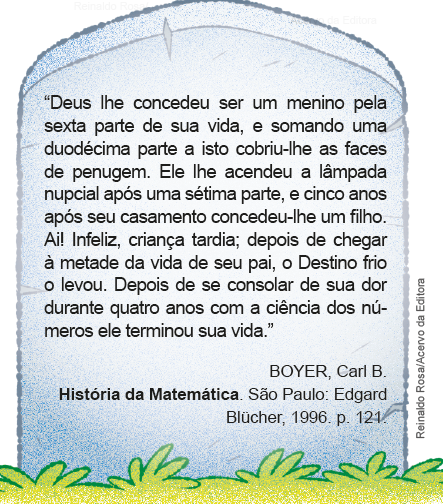 “Deus lhe concedeu ser um menino pela
sexta parte de sua vida, e somando uma
duodécima parte a isto cobriu-lhe as faces
de penugem. Ele lhe acendeu a lâmpada
nupcial após uma sétima parte, e cinco anos
após seu casamento concedeu-lhe um filho.
Ai! Infeliz, criança tardia; depois de chegar
à metade da vida de seu pai, o Destino frio
o levou. Depois de se consolar de sua dor
durante quatro anos com a ciência dos nú-
meros ele terminou sua vida.”
BOYER, Carl B.
História da Matemática. São Paulo: Edgard
Blücher, 1996. p. 121.
Reinaldo Rosa/Acervo da Editora